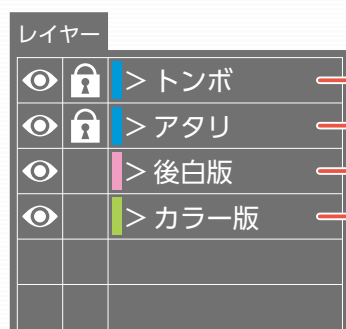 レイヤー
> トンボ
> アタリ
> 後白版
> カラー版